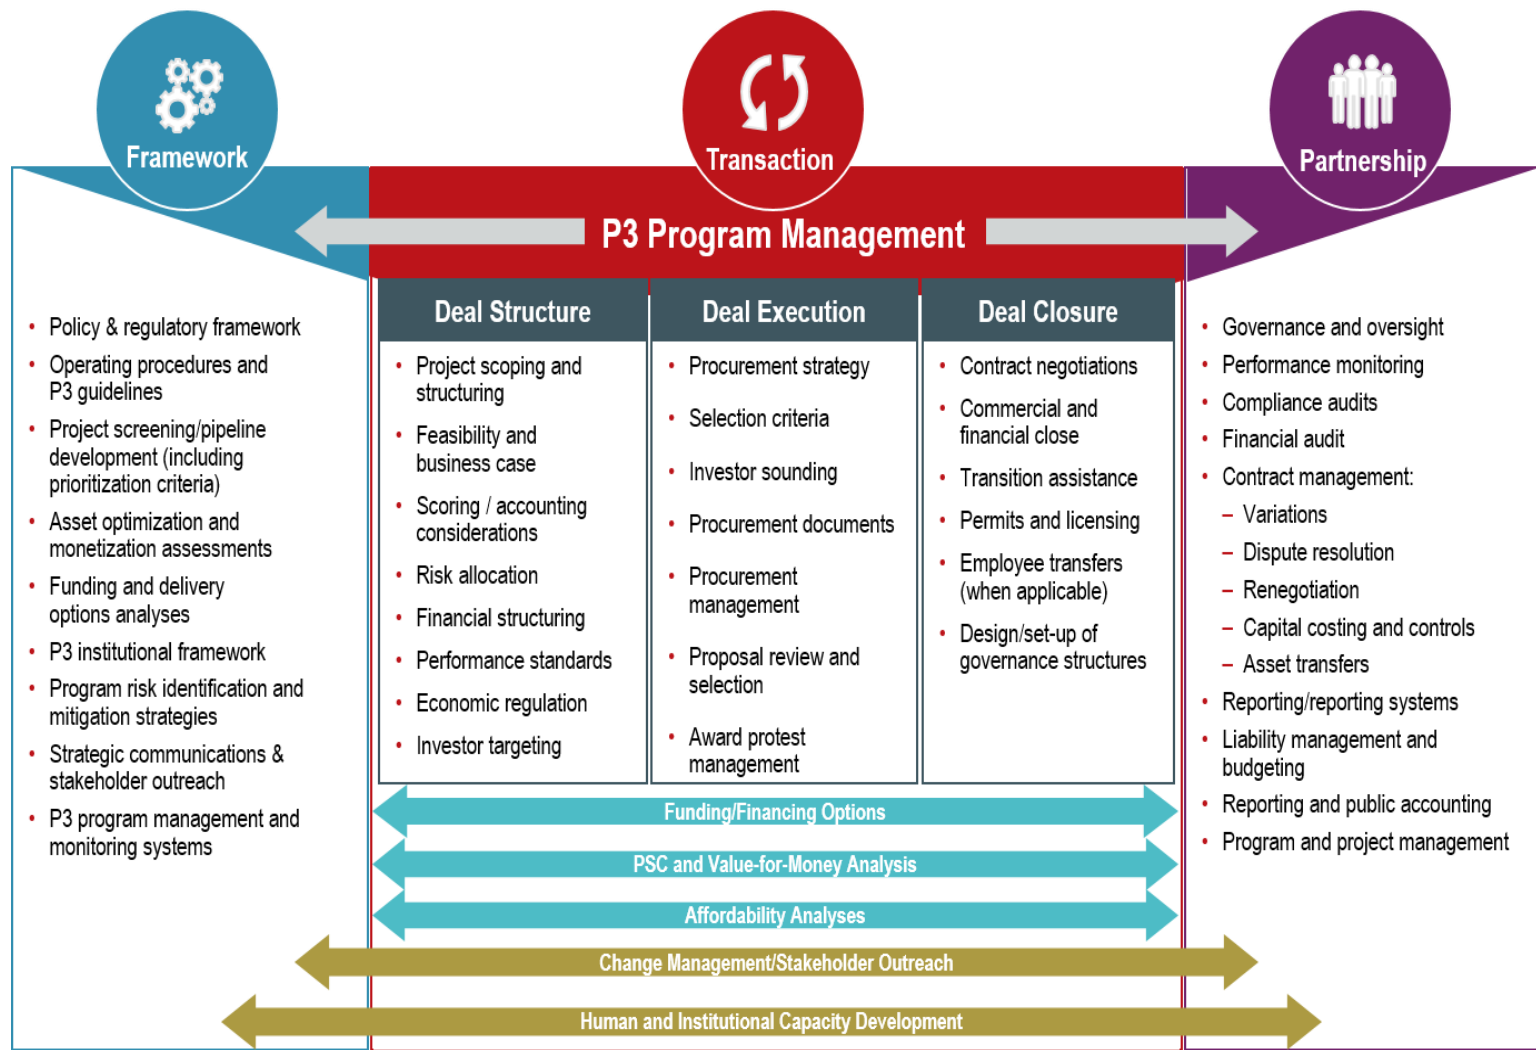 Framework
Transaction
Partnership
P3 Program Management
• Policy & regulatory framework
• Operating procedures and
P3 guidelines
• Project screening/pipeline
development (including
prioritization criteria)
• Asset optimization and
monetization assessments
• Funding and delivery
options analyses
• P3 institutional framework
• Program risk identification and
mitigation strategies
• Strategic communications &
stakeholder outreach
• P3 program management and
monitoring systems
Deal Structure
• Project scoping and
structuring
• Feasibility and
business case
• Scoring / accounting
considerations
• Risk allocation
• Financial structuring
• Performance standards
• Economic regulation
• Investor targeting
Deal Execution
• Procurement strategy
• Selection criteria
• Investor sounding
• Procurement documents
• Procurement
management
• Proposal review and
selection
• Award protest
management
Deal Closure
• Contract negotiations
• Commercial and
financial close
• Transition assistance
• Permits and licensing
• Employee transfers
(when applicable)
• Design/set-up of
governance structures
• Governance and oversight
• Performance monitoring
• Compliance audits
• Financial audit
• Contract management:
– Variations
– Dispute resolution
– Renegotiation
– Capital costing and controls
– Asset transfers
• Reporting/reporting systems
• Liability management and
budgeting
• Reporting and public accounting
• Program and project management
Funding/Financing Options
PSC and Value-for-Money Analysis
Affordability Analyses
Change Management/Stakeholder Outreach
Human and Institutional Capacity Development